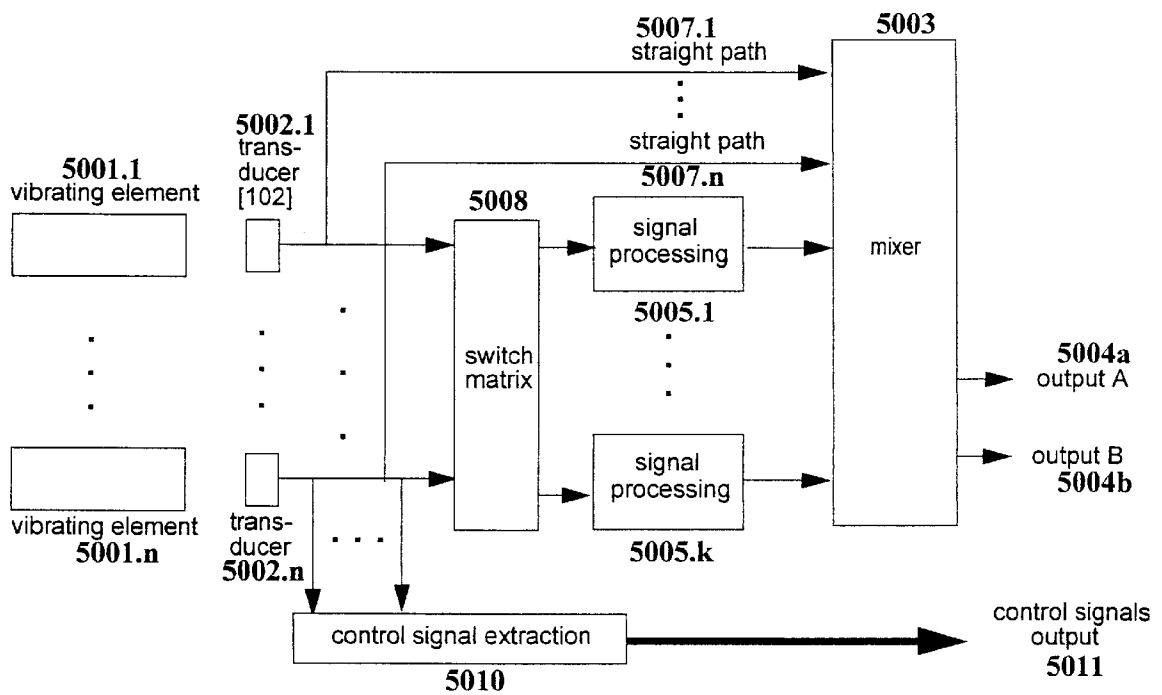 5007.1
straight path
5003
5002.1
trans-
ducer
[102]
straight path
5007.n
5001.1
vibrating element
5008
signal
processing
mixer
5005.1
switch
matrix
5004a
output A
signal
processing
output B
5004b
vibrating element
5001.n
trans-
ducer
5002.n
5005.k
control signal extraction
5010
control signals
output
5011